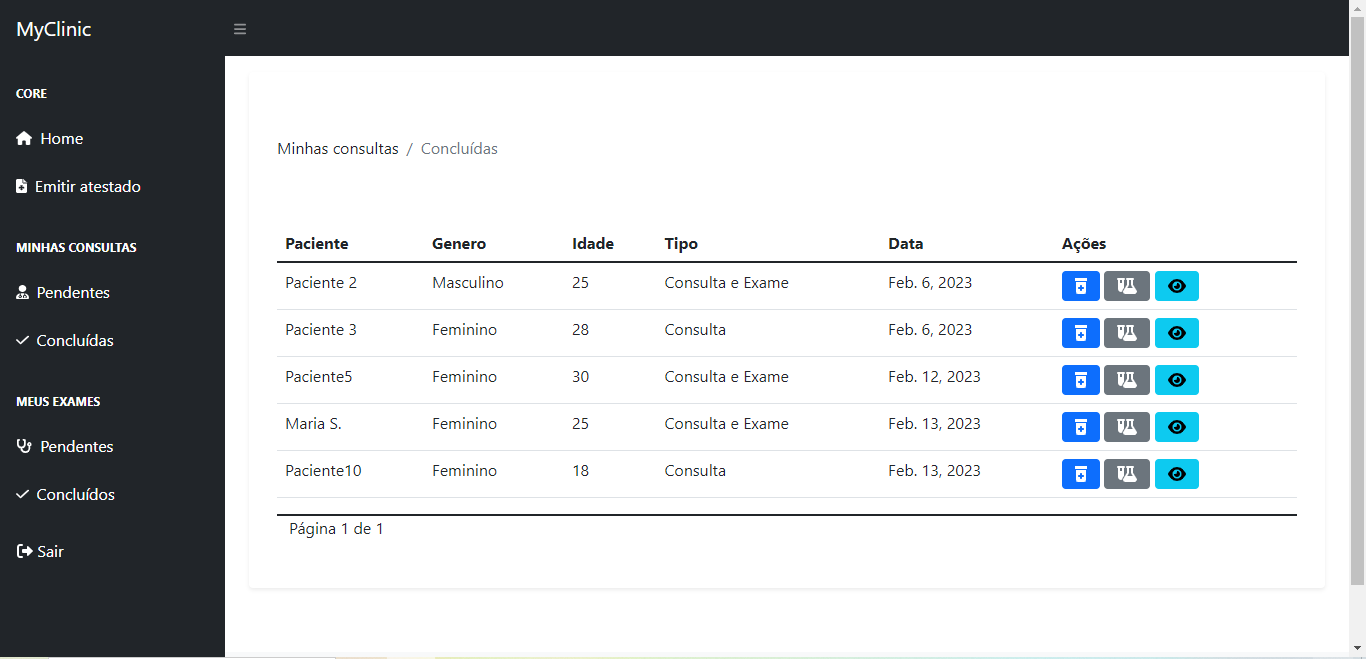 MyClinic
CORE
Home
Emitir atestado
MINHAS CONSULTAS
Pendentes
Concluídas
MEUS EXAMES
Pendentes
Concluídos
Sair
Minhas consultas / Concluídas
Paciente Genero Idade Tipo Data Ações
Paciente 2 Masculino 25 Consulta e Exame Feb. 6, 2023
Paciente 3 Feminino 28 Consulta Feb. 6, 2023
Paciente5 Feminino 30 Consulta e Exame Feb. 12, 2023
Maria S. Feminino 25 Consulta e Exame Feb. 13, 2023
Paciente10 Feminino 18 Consulta Feb. 13, 2023
Página 1 de 1